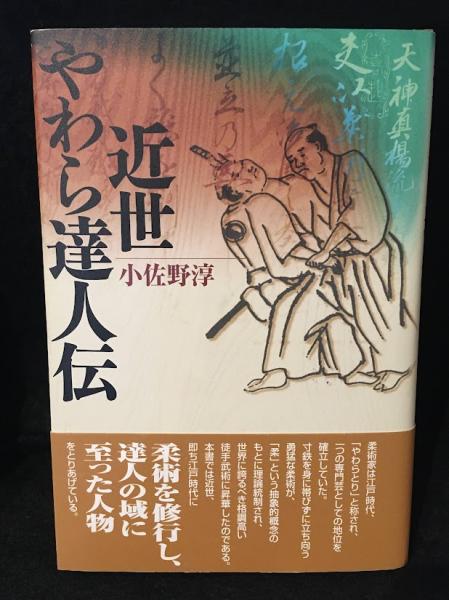 近世
やわら達人伝
小佐野淳
天神真楊流
柔術家は江戸時代、
「やわらとり」と称され、
一つの専門芸としての地位を
確立していた。
寸鉄を身に帯びずに立ち向う
勇猛な柔術が、
「柔」という抽象的概念の
もとに理論統制され、
世界に誇るべき格調高い
徒手武術に昇華したのである。
本書では近世、
即ち江戸時代に
柔術を修行し、
達人の域に
至った人物
をとりあげている。